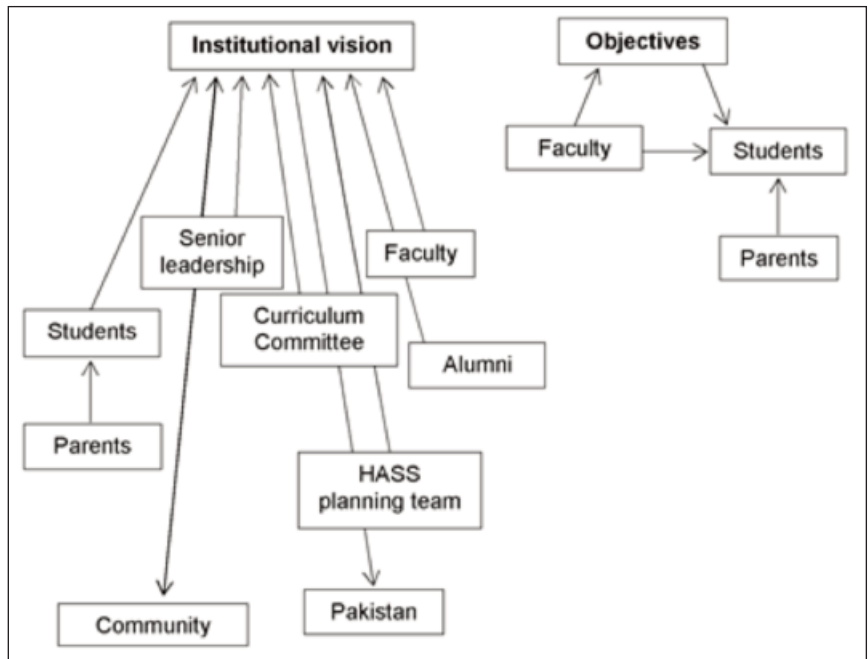 Institutional vision
Objectives
Faculty
Students
Parents
Senior
leadership
Faculty
Students
Curriculum
Committee
Alumni
Parents
HASS
planning team
Community
Pakistan